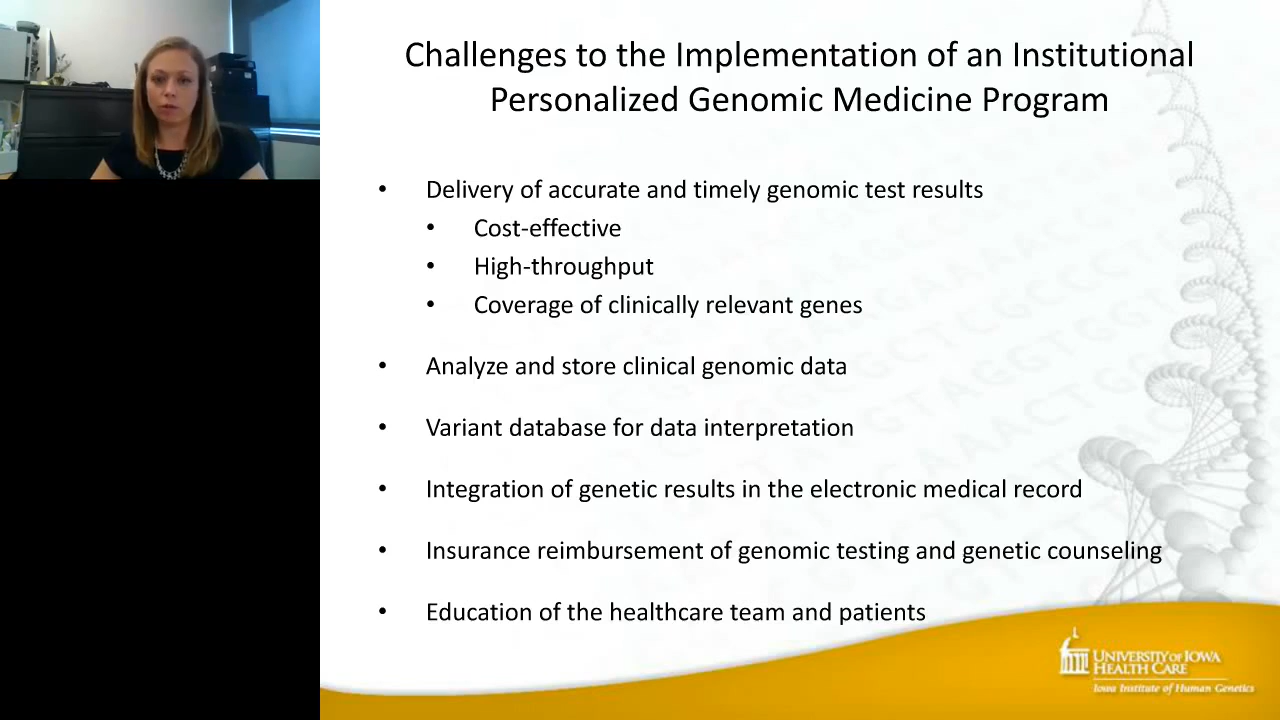 Challenges to the Implementation of an Institutional
Personalized Genomic Medicine Program
• Delivery of accurate and timely genomic test results
• Cost-effective
• High-throughput
• Coverage of clinically relevant genes
• Analyze and store clinical genomic data
• Variant database for data interpretation
• Integration of genetic results in the electronic medical record
• Insurance reimbursement of genomic testing and genetic counseling
• Education of the healthcare team and patients
UNIVERSITY OF IOWA
HEALTH CARE
Iowa Institute of Human Genetics